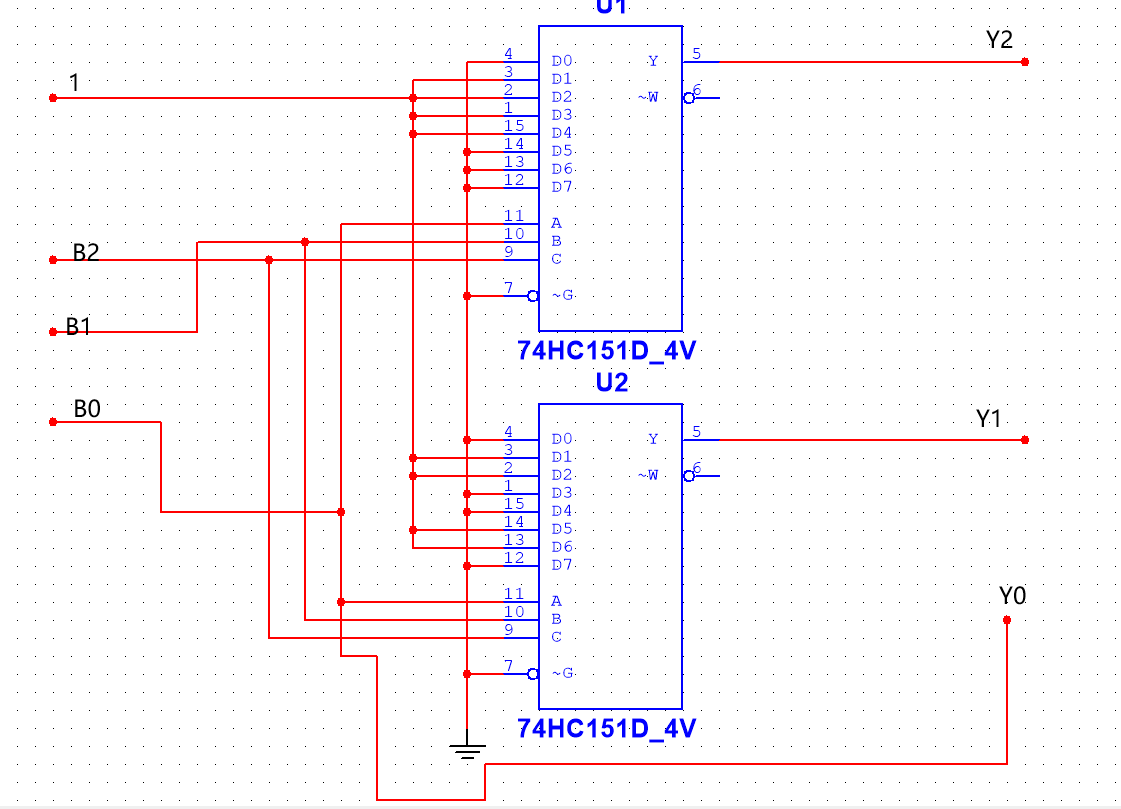 U1
4 D0 Y 5 Y2
3 D1
1 2 D2 ~W 6
1 D3
15 D4
14 D5
13 D6
12 D7
11 A
10 B
B2 9 C
7 ~G
B1
74HC151D_4V
U2
B0
4 D0 Y 5 Y1
3 D1
2 D2 ~W 6
1 D3
15 D4
14 D5
13 D6
12 D7
11 A
10 B
9 C
Y0
7 ~G
74HC151D_4V